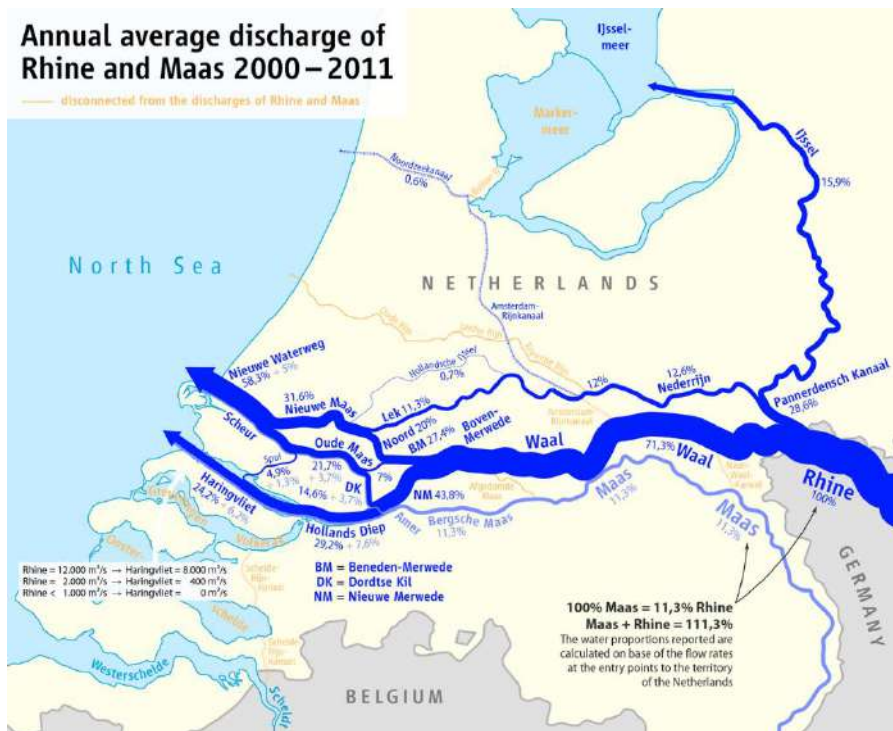 Annual average discharge of
Rhine and Maas 2000 – 2011
disconnected from the discharges of Rhine and Maas
IJssel-
meer
Marker-
meer
IJssel
15,9%
Noordzeekanaal
0,6%
North Sea
NETHERLANDS
Amsterdam-
Rijnkanaal
Oude Rijn
Hollandsche IJssel
0,7%
Nieuwe Waterweg
58,3% + 5%
31,6%
Nieuwe Maas
Lek 11,3%
12%
12,6%
Nederrijn
Pannerdensch Kanaal
28,6%
Scheur
Noord 20%
BM 27,4%
Boven-
Merwede
Amsterdam-
Rijnkanaal
Waal
71,3%
Waal
Rhine
100%
Oude Maas
21,7%
+ 3,7%
7%
Spui
4,9%
+ 1,3%
DK
14,6% + 3,7%
NM 43,8%
Haringvliet
24,2% + 6,2%
Hollands Diep
29,2% + 7,6%
Amer
Bergsche Maas
11,3%
Maas
11,3%
Maas
11,3%
Volkerak
Rhine = 12.000 m³/s → Haringvliet = 8.000 m³/s
Rhine = 2.000 m³/s → Haringvliet = 400 m³/s
Rhine < 1.000 m³/s → Haringvliet = 0 m³/s
BM = Beneden-Merwede
DK = Dordtse Kil
NM = Nieuwe Merwede
100% Maas = 11,3% Rhine
Maas + Rhine = 111,3%
The water proportions reported are
calculated on base of the flow rates
at the entry points to the territory
of the Netherlands
GERMANY
BELGIUM
Westerschelde
Schelde